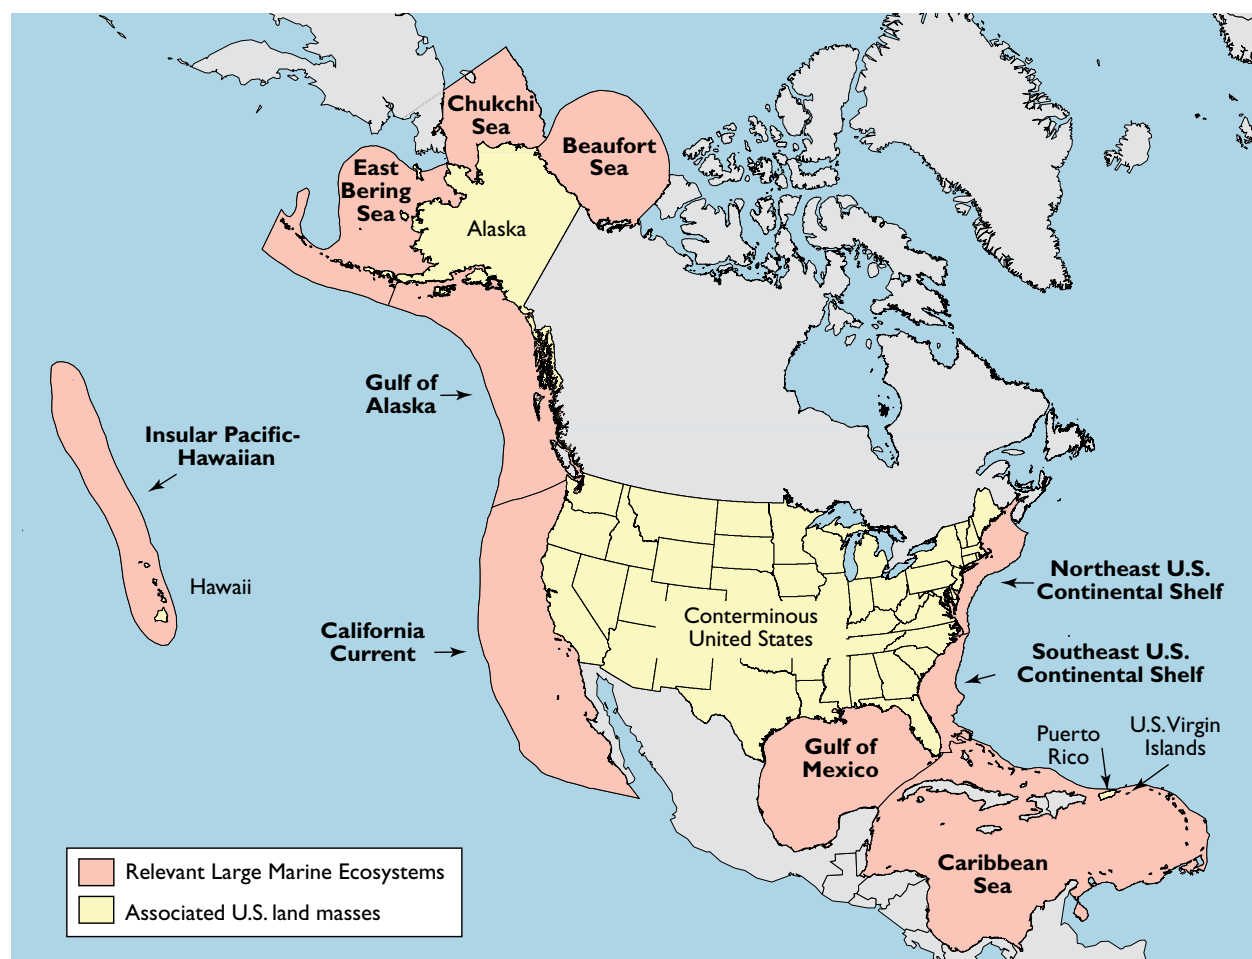 Chukchi
Sea
Beaufort
Sea
East
Bering
Sea
Alaska
Gulf of
Alaska
Insular Pacific-
Hawaiian
Hawaii
California
Current
Conterminous
United States
Northeast U.S.
Continental Shelf
Southeast U.S.
Continental Shelf
Gulf of
Mexico
Puerto
Rico
U.S. Virgin
Islands
Caribbean
Sea
Relevant Large Marine Ecosystems
Associated U.S. land masses